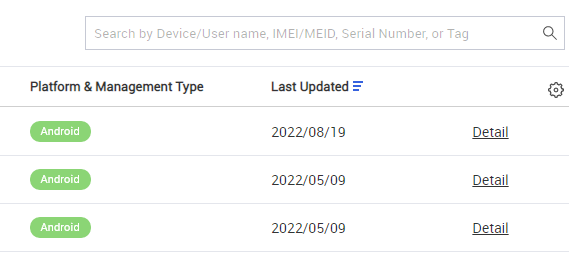 Search by Device/User name, IMEI/MEID, Serial Number, or Tag
Platform & Management Type Last Updated
Android 2022/08/19 Detail
Android 2022/05/09 Detail
Android 2022/05/09 Detail